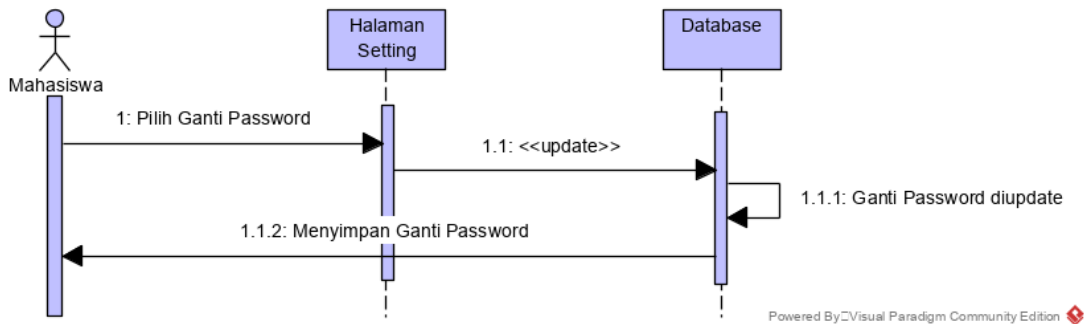 Halaman
Setting
Database
Mahasiswa
1: Pilih Ganti Password
1.1: <<update>>
1.1.1: Ganti Password diupdate
1.1.2: Menyimpan Ganti Password
Powered By Visual Paradigm Community Edition